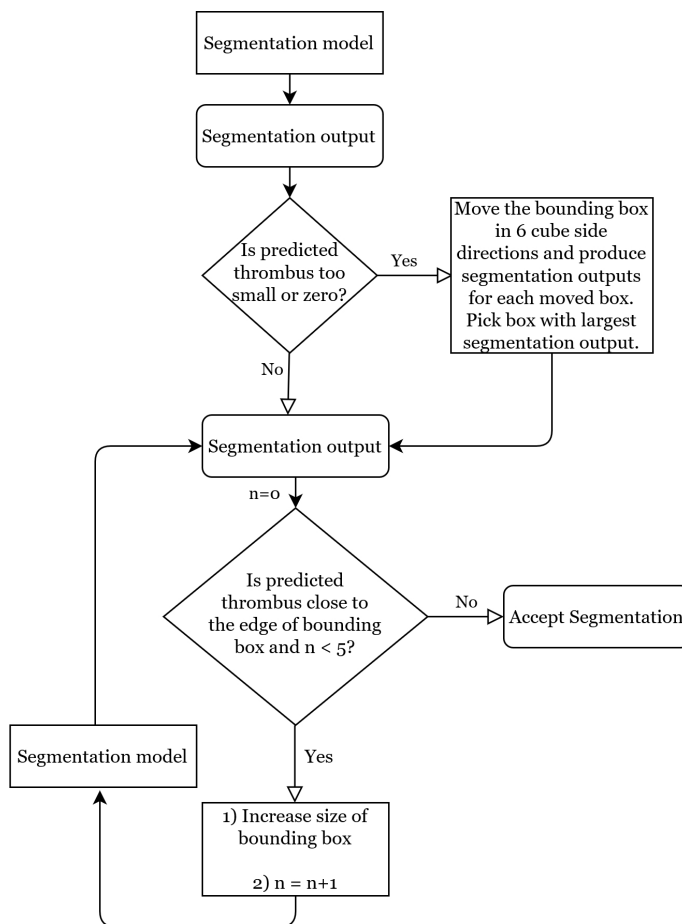 Segmentation model
Segmentation output
Is predicted
thrombus too
small or zero?
Yes
Move the bounding box
in 6 cube side
directions and produce
segmentation outputs
for each moved box.
Pick box with largest
segmentation output.
No
Segmentation output
n=0
Is predicted
thrombus close to
the edge of bounding
box and n < 5?
No
Accept Segmentation
Yes
Segmentation model
1) Increase size of
bounding box
2) n = n+1